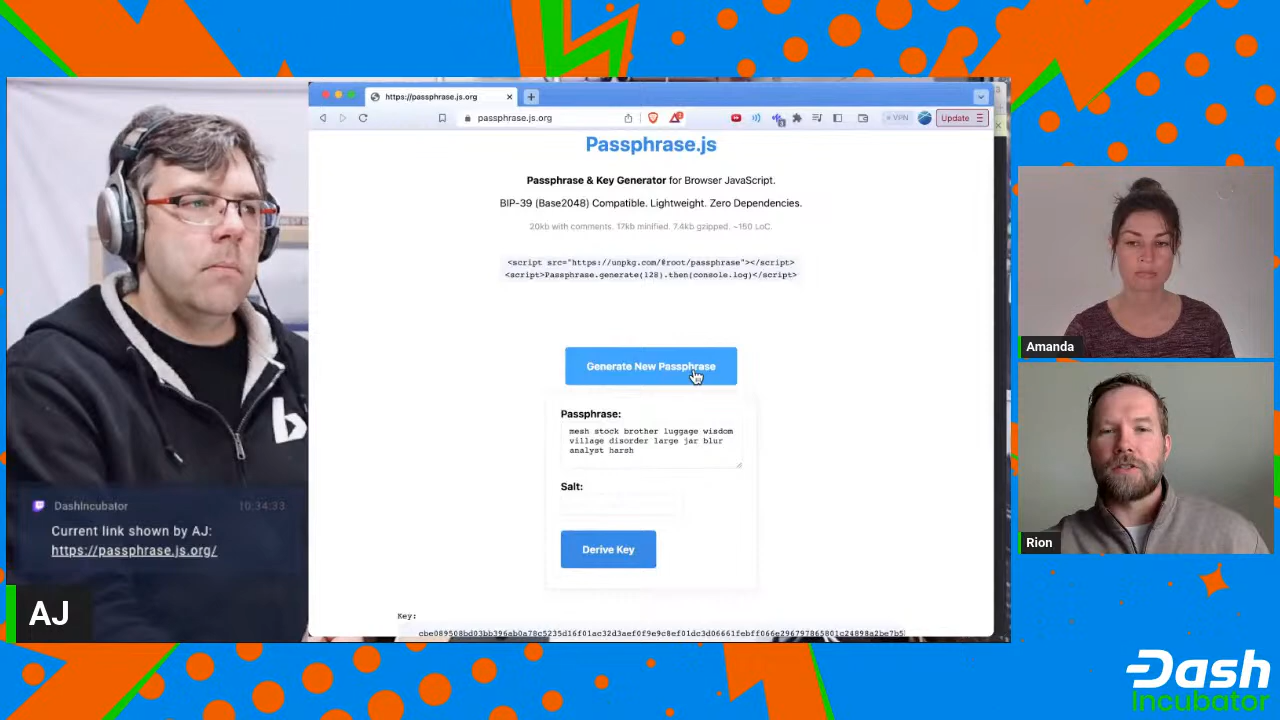 https://passphrase.js.org
passphrase.js.org
VPN
Update
Passphrase.js
Passphrase & Key Generator for Browser JavaScript.
BIP-39 (Base2048) Compatible. Lightweight. Zero Dependencies.
20kb with comments. 17kb minified. 7.4kb gzipped. ~150 LoC.
<script src="https://unpkg.com/@root/passphrase"></script>
<script>Passphrase.generate(128).then(console.log)</script>
Generate New Passphrase
Passphrase:
mesh stock brother luggage wisdom
village disorder large jar blur
analyst harsh
Salt:
Derive Key
Key:
DashIncubator
10:34:33
Current link shown by AJ:
https://passphrase.js.org/
AJ
Amanda
Rion
Dash
Incubator